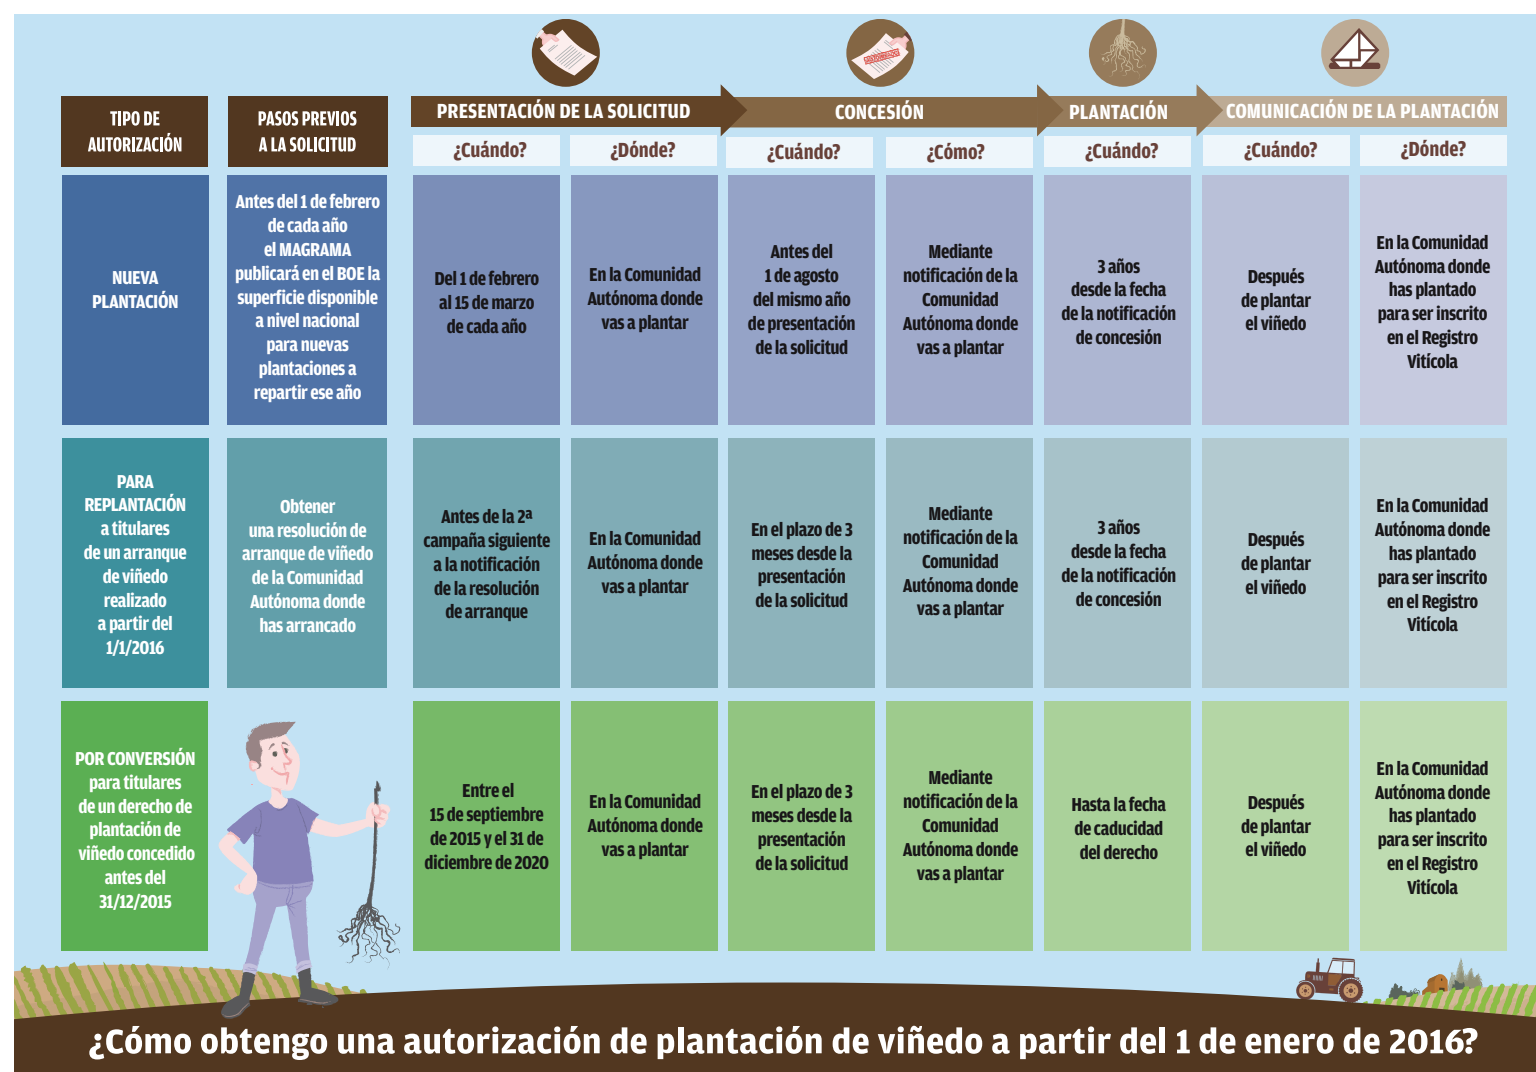 PRESENTACIÓN DE LA SOLICITUD
CONCESIÓN
PLANTACIÓN
COMUNICACIÓN DE LA PLANTACIÓN
TIPO DE
AUTORIZACIÓN
PASOS PREVIOS
A LA SOLICITUD
¿Cuándo?
¿Dónde?
¿Cuándo?
¿Cómo?
¿Cuándo?
¿Cuándo?
¿Dónde?
NUEVA
PLANTACIÓN
Antes del 1 de febrero
de cada año
el MAGRAMA
publicará en el BOE la
superficie disponible
a nivel nacional
para nuevas
plantaciones a
repartir ese año
Del 1 de febrero
al 15 de marzo
de cada año
En la Comunidad
Autónoma donde
vas a plantar
Antes del
1 de agosto
del mismo año
de presentación
de la solicitud
Mediante
notificación de la
Comunidad
Autónoma donde
vas a plantar
3 años
desde la fecha
de la notificación
de concesión
Después
de plantar
el viñedo
En la Comunidad
Autónoma donde
has plantado
para ser inscrito
en el Registro
Vitícola
PARA
REPLANTACIÓN
a titulares
de un arranque
de viñedo
realizado
a partir del
1/1/2016
Obtener
una resolución de
arranque de viñedo
de la Comunidad
Autónoma donde
has arrancado
Antes de la 2ª
campaña siguiente
a la notificación
de la resolución
de arranque
En la Comunidad
Autónoma donde
vas a plantar
En el plazo de 3
meses desde la
presentación
de la solicitud
Mediante
notificación de la
Comunidad
Autónoma donde
vas a plantar
3 años
desde la fecha
de la notificación
de concesión
Después
de plantar
el viñedo
En la Comunidad
Autónoma donde
has plantado
para ser inscrito
en el Registro
Vitícola
POR CONVERSIÓN
para titulares
de un derecho de
plantación de
viñedo concedido
antes del
31/12/2015
Entre el
15 de septiembre
de 2015 y el 31 de
diciembre de 2020
En la Comunidad
Autónoma donde
vas a plantar
En el plazo de 3
meses desde la
presentación
de la solicitud
Mediante
notificación de la
Comunidad
Autónoma donde
vas a plantar
Hasta la fecha
de caducidad
del derecho
Después
de plantar
el viñedo
En la Comunidad
Autónoma donde
has plantado
para ser inscrito
en el Registro
Vitícola
¿Cómo obtengo una autorización de plantación de viñedo a partir del 1 de enero de 2016?